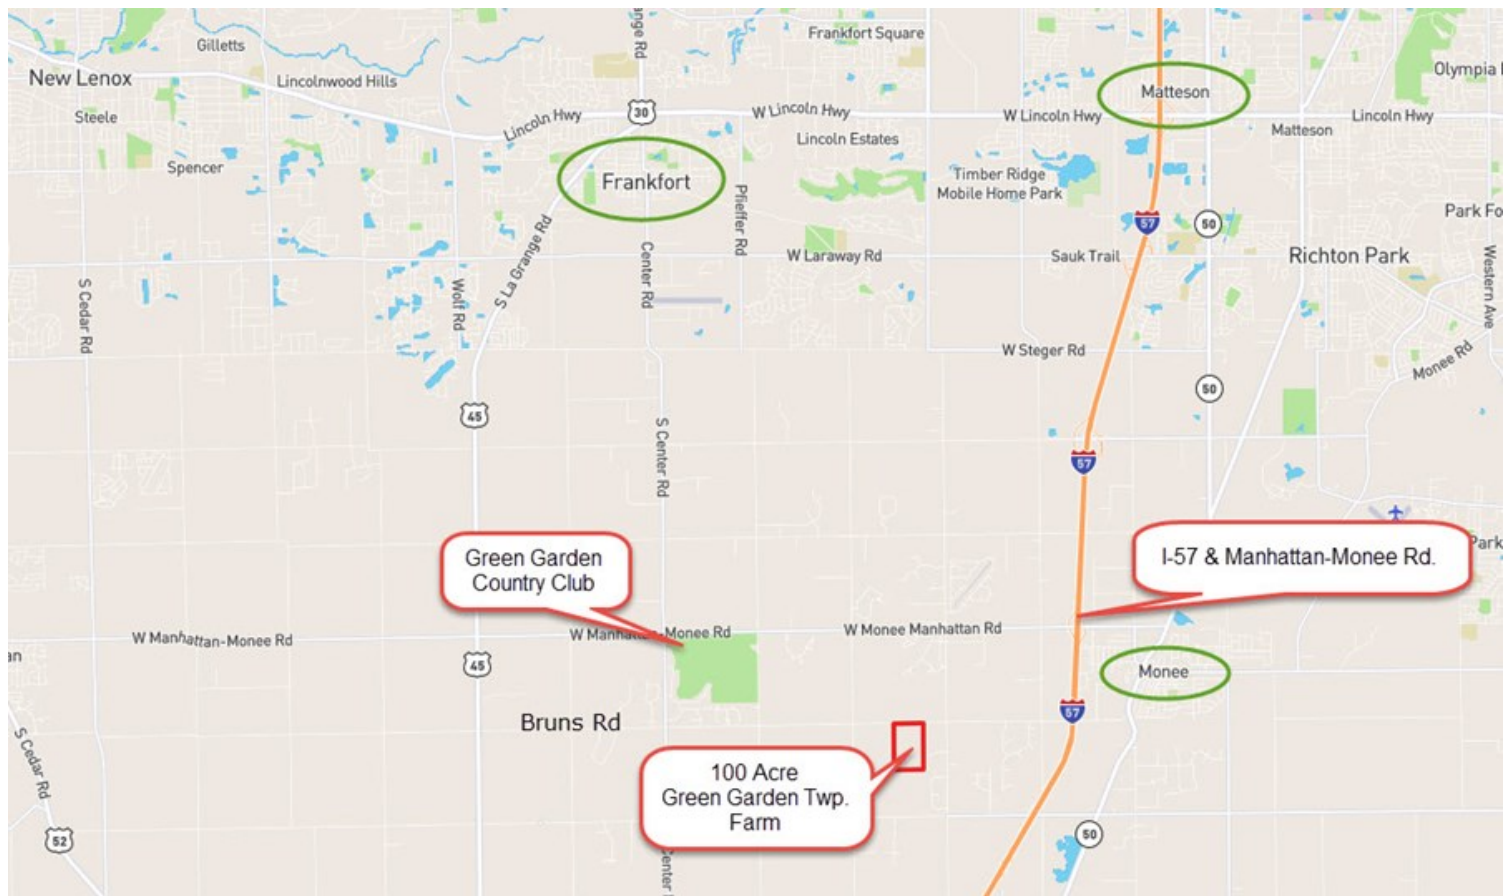 ange Rd
Frankfort Square
Gilletts
New Lenox
Lincolnwood Hills
Matteson
Olympia
Steele
Lincoln Hwy
30
W Lincoln Hwy
W Lincoln Hwy
Lincoln Hwy
Matteson
Lincoln Estates
Spencer
Frankfort
Timber Ridge
Mobile Home Park
Pfieffer Rd
Park Fo
57
50
S La Grange Rd
Center Rd
W Laraway Rd
Sauk Trail
Richton Park
Western Ave
S Cedar Rd
Wolf Rd
W Steger Rd
Monee Rd
50
45
S Center Rd
57
Green Garden
Country Club
I-57 & Manhattan-Monee Rd.
Park
W Manhattan-Monee Rd
W Manhattan-Monee Rd
W Monee Manhattan Rd
an
45
Monee
Bruns Rd
57
S Cedar Rd
100 Acre
Green Garden Twp.
Farm
52
50
Center